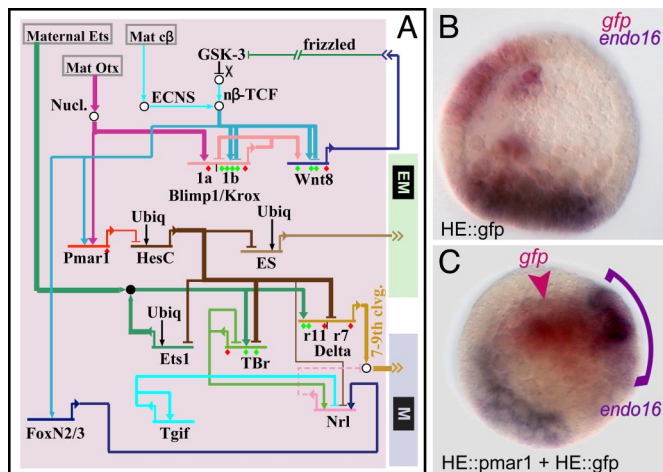 A
Maternal Ets
Mat cβ
Mat Otx
GSK-3
frizzled
χ
ECNS
nβ-TCF
Nucl.
1a
1b
Blimp1/Krox
Wnt8
EM
Ubiq
Ubiq
Pmar1
HesC
ES
Ubiq
7-9th clvg.
r11
r7
Delta
Ets1
TBr
M
Nrl
FoxN2/3
Tgif
B
gfp
endo16
HE::gfp
C
gfp
endo16
HE::pmar1 + HE::gfp